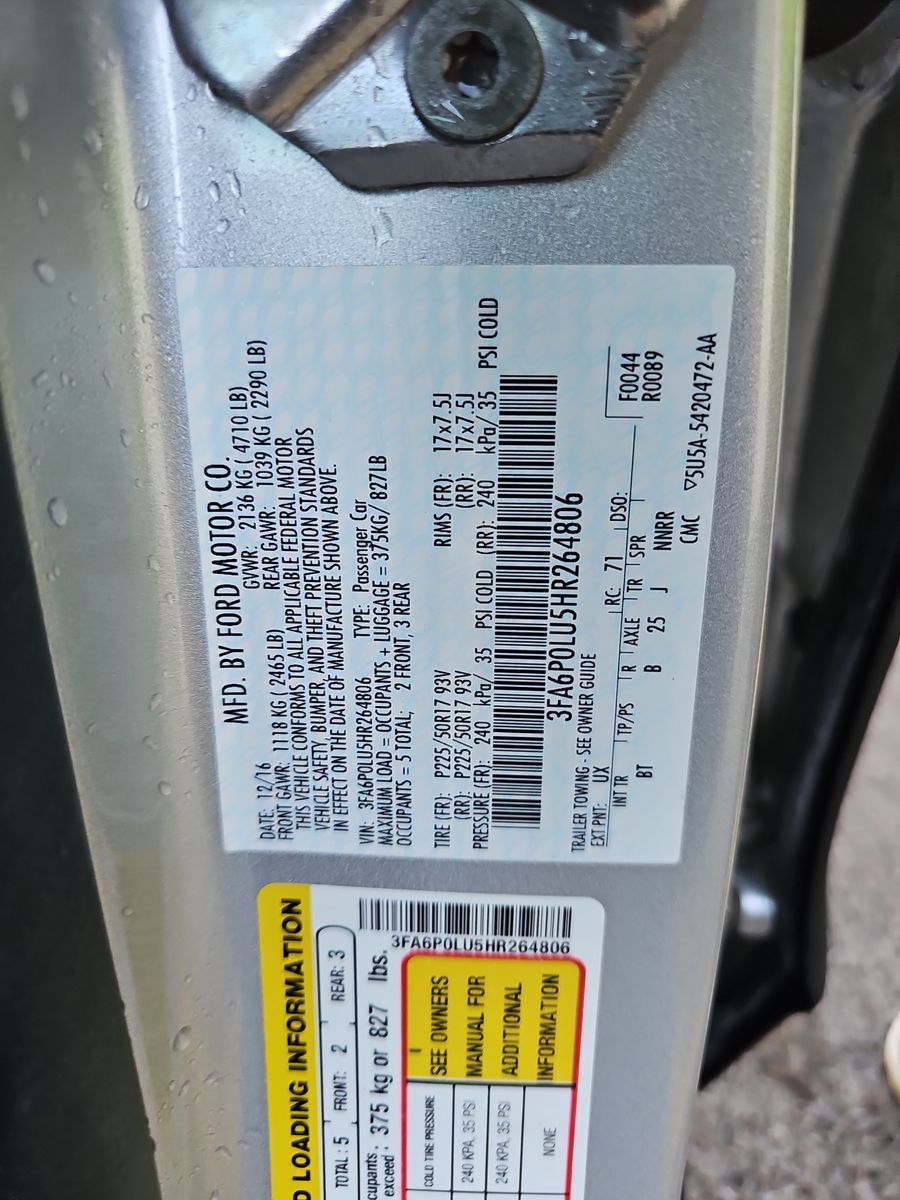 MFD. BY FORD MOTOR CO.
DATE: 12/16 GVWR: 2136 KG ( 4710 LB)
FRONT GAWR: 1118 KG ( 2465 LB) REAR GAWR: 1039 KG ( 2290 LB)
THIS VEHICLE CONFORMS TO ALL APPLICABLE FEDERAL MOTOR
VEHICLE SAFETY, BUMPER, AND THEFT PREVENTION STANDARDS
IN EFFECT ON THE DATE OF MANUFACTURE SHOWN ABOVE.
VIN: 3FA6P0LU5HR264806 TYPE: Passenger Car
MAXIMUM LOAD = OCCUPANTS + LUGGAGE = 375KG/ 827LB
OCCUPANTS = 5 TOTAL; 2 FRONT, 3 REAR
TIRE (FR): P225/50R17 93V RIMS (FR): 17x7.5J
(RR): P225/50R17 93V (RR): 17x7.5J
PRESSURE (FR): 240 kPa/ 35 PSI COLD (RR): 240 kPa/ 35 PSI COLD
3FA6P0LU5HR264806
TRAILER TOWING - SEE OWNER GUIDE
EXT PNT: UX RC: 71 DSO: F0044
INT TR TP/PS R AXLE TR SPR R0089
BT B 25 J NNRR
CMC ▽5U5A-5420472-AA
LOADING INFORMATION
TOTAL : 5 FRONT: 2 REAR: 3
cupants : 375 kg or 827 lbs.
exceed :
3FA6P0LU5HR264806
COLD TIRE PRESSURE SEE OWNERS
240 KPA, 35 PSI MANUAL FOR
240 KPA, 35 PSI ADDITIONAL
NONE INFORMATION